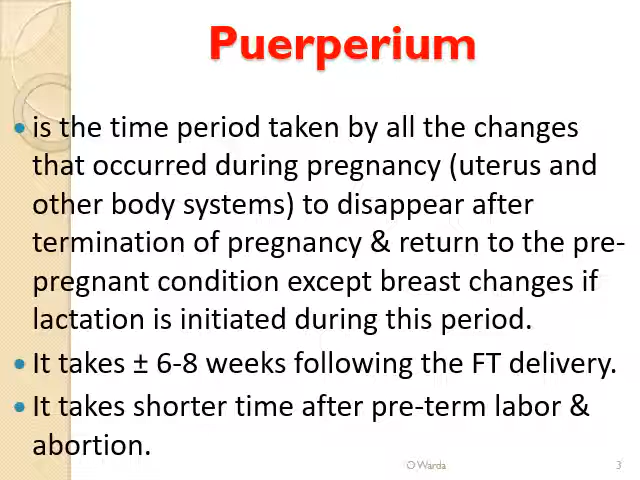 Puerperium
• is the time period taken by all the changes
that occurred during pregnancy (uterus and
other body systems) to disappear after
termination of pregnancy & return to the pre-
pregnant condition except breast changes if
lactation is initiated during this period.
• It takes ± 6-8 weeks following the FT delivery.
• It takes shorter time after pre-term labor &
abortion.
O Warda 3